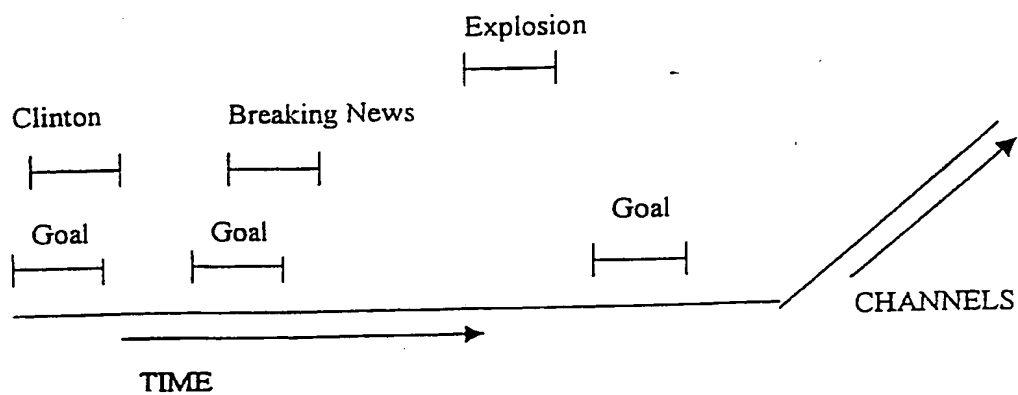 Explosion
Clinton
Breaking News
Goal
Goal
Goal
CHANNELS
TIME